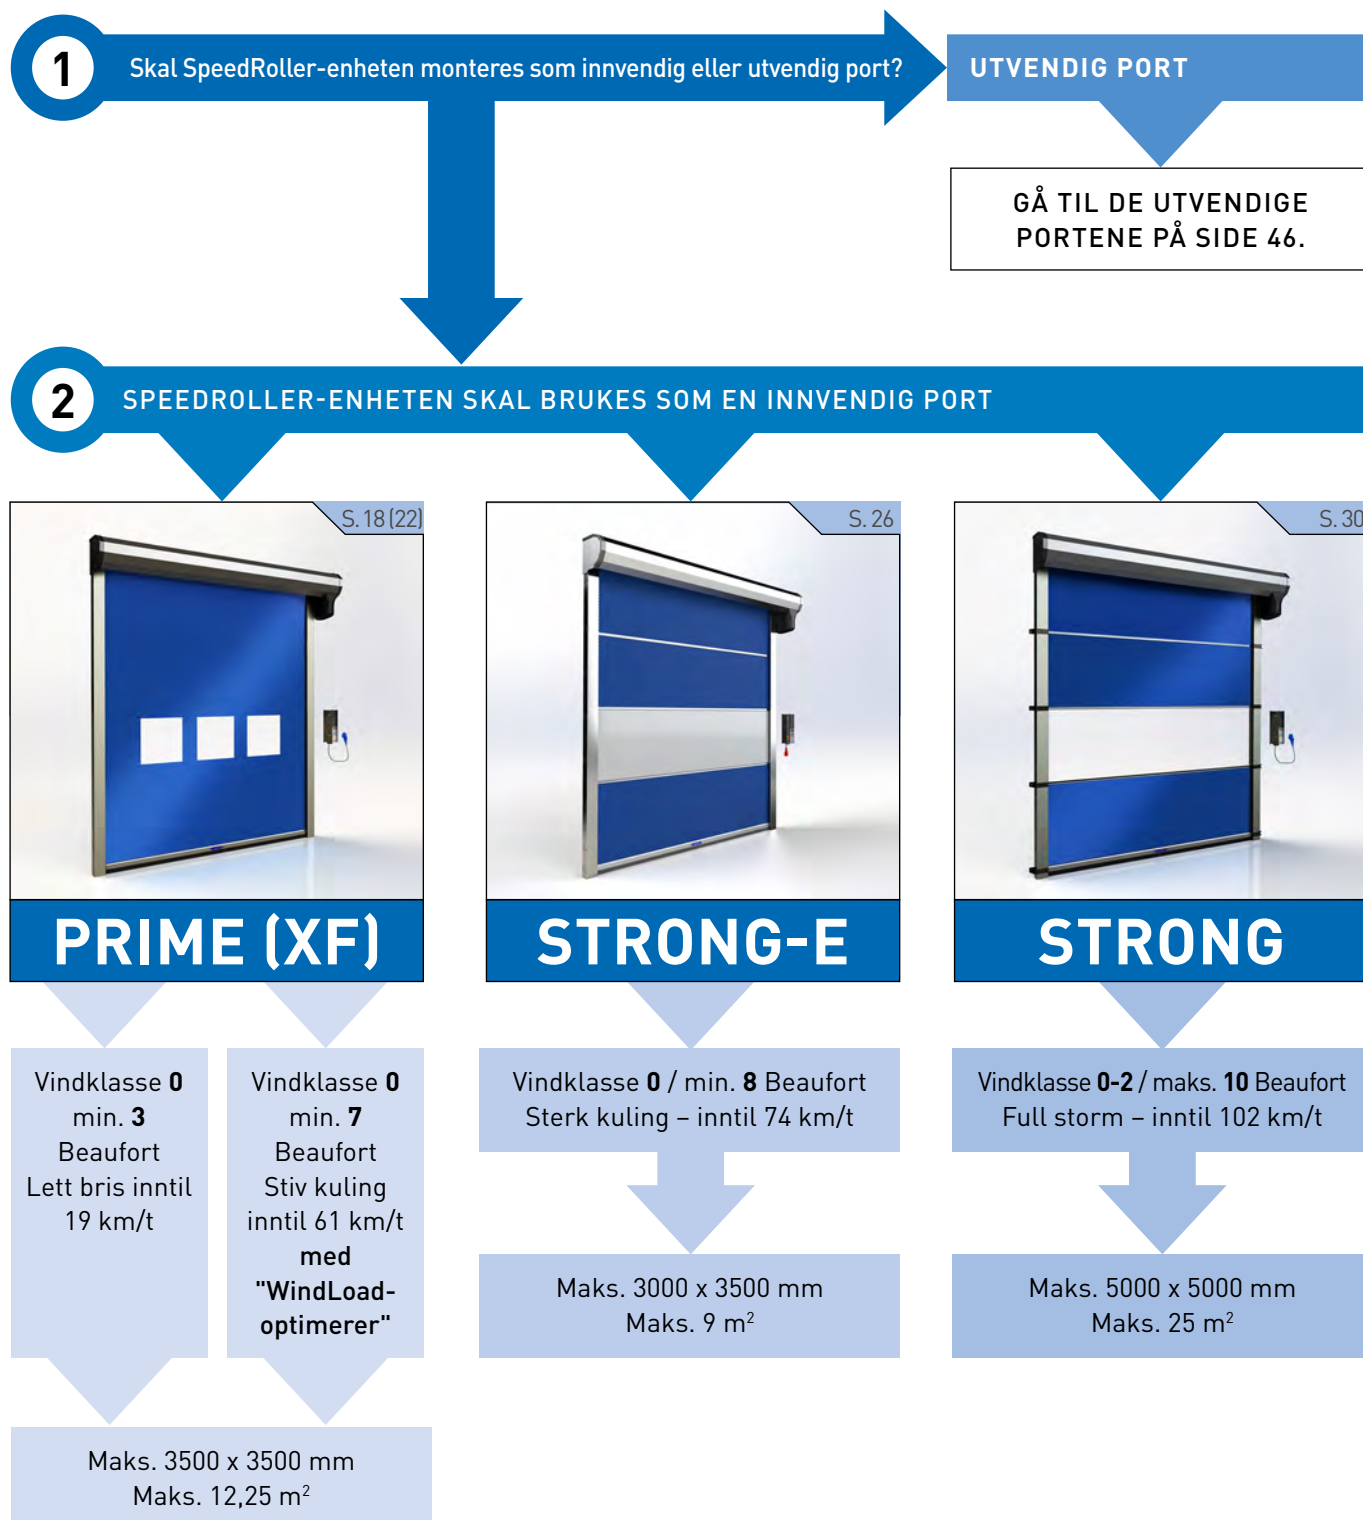 1
Skal SpeedRoller-enheten monteres som innvendig eller utvendig port?
UTVENDIG PORT
GÅ TIL DE UTVENDIGE
PORTENE PÅ SIDE 46.
2
SPEEDROLLER-ENHETEN SKAL BRUKES SOM EN INNVENDIG PORT
S. 18 (22)
PRIME (XF)
Vindklasse 0
min. 3
Beaufort
Lett bris inntil
19 km/t
Vindklasse 0
min. 7
Beaufort
Stiv kuling
inntil 61 km/t
med
"WindLoad-
optimerer"
Maks. 3500 x 3500 mm
Maks. 12,25 m²
S. 26
STRONG-E
Vindklasse 0 / min. 8 Beaufort
Sterk kuling – inntil 74 km/t
Maks. 3000 x 3500 mm
Maks. 9 m²
S. 30
STRONG
Vindklasse 0-2 / maks. 10 Beaufort
Full storm – inntil 102 km/t
Maks. 5000 x 5000 mm
Maks. 25 m²